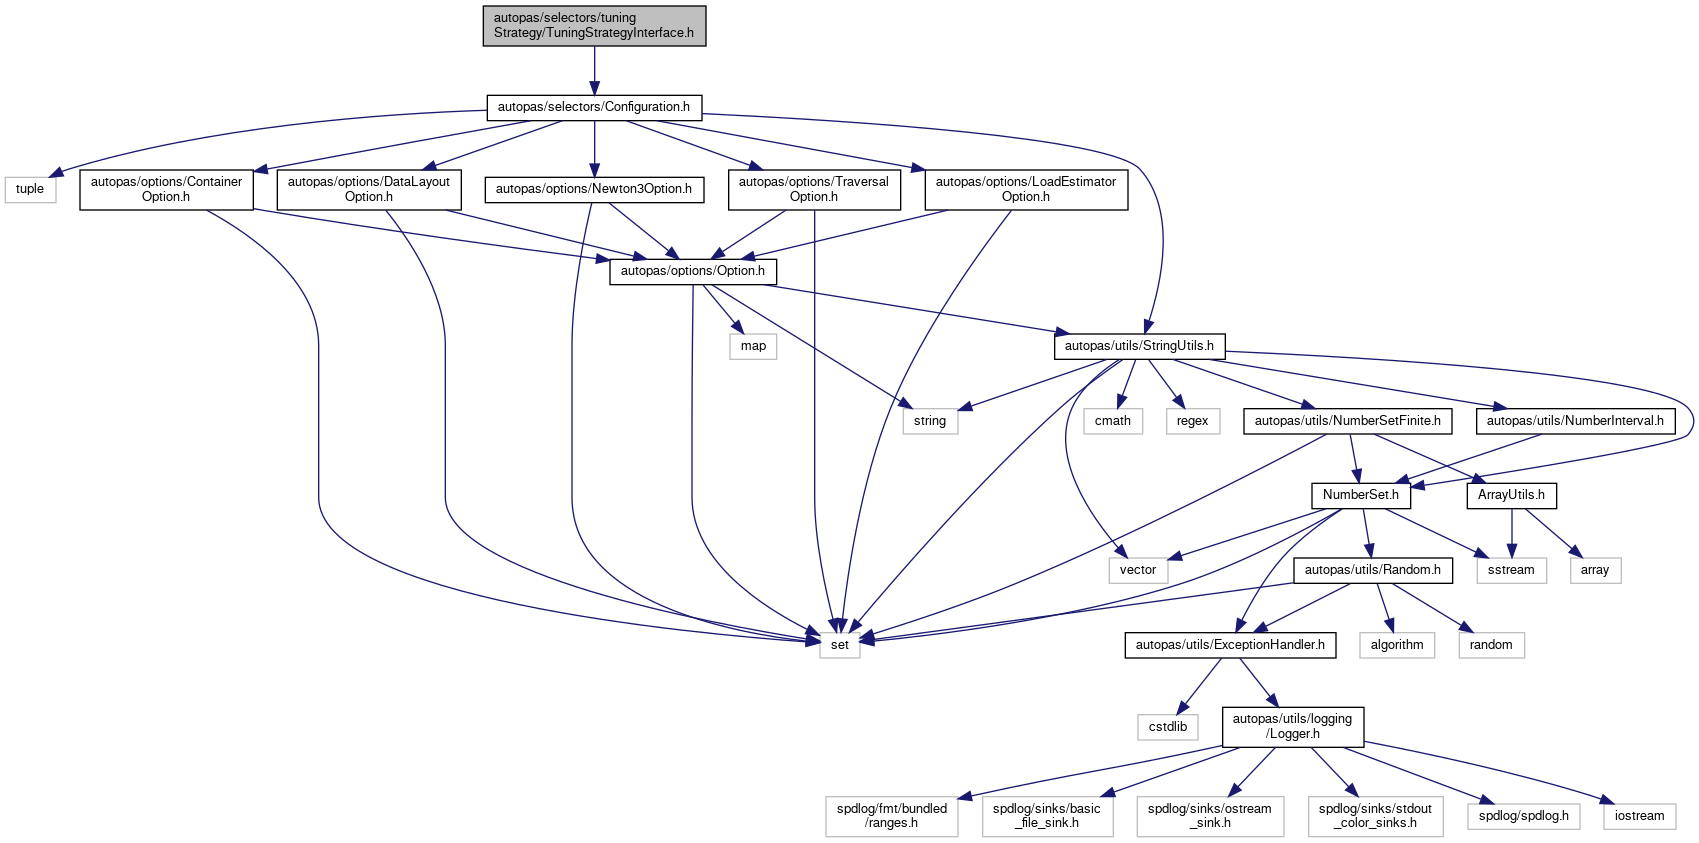 autopas/selectors/tuning
Strategy/TuningStrategyInterface.h
autopas/selectors/Configuration.h
tuple
autopas/options/Container
Option.h
autopas/options/DataLayout
Option.h
autopas/options/Newton3Option.h
autopas/options/Traversal
Option.h
autopas/options/LoadEstimator
Option.h
autopas/options/Option.h
map
autopas/utils/StringUtils.h
string
cmath
regex
autopas/utils/NumberSetFinite.h
autopas/utils/NumberInterval.h
NumberSet.h
ArrayUtils.h
vector
autopas/utils/Random.h
sstream
array
set
autopas/utils/ExceptionHandler.h
algorithm
random
cstdlib
autopas/utils/logging
/Logger.h
spdlog/fmt/bundled
/ranges.h
spdlog/sinks/basic
_file_sink.h
spdlog/sinks/ostream
_sink.h
spdlog/sinks/stdout
_color_sinks.h
spdlog/spdlog.h
iostream